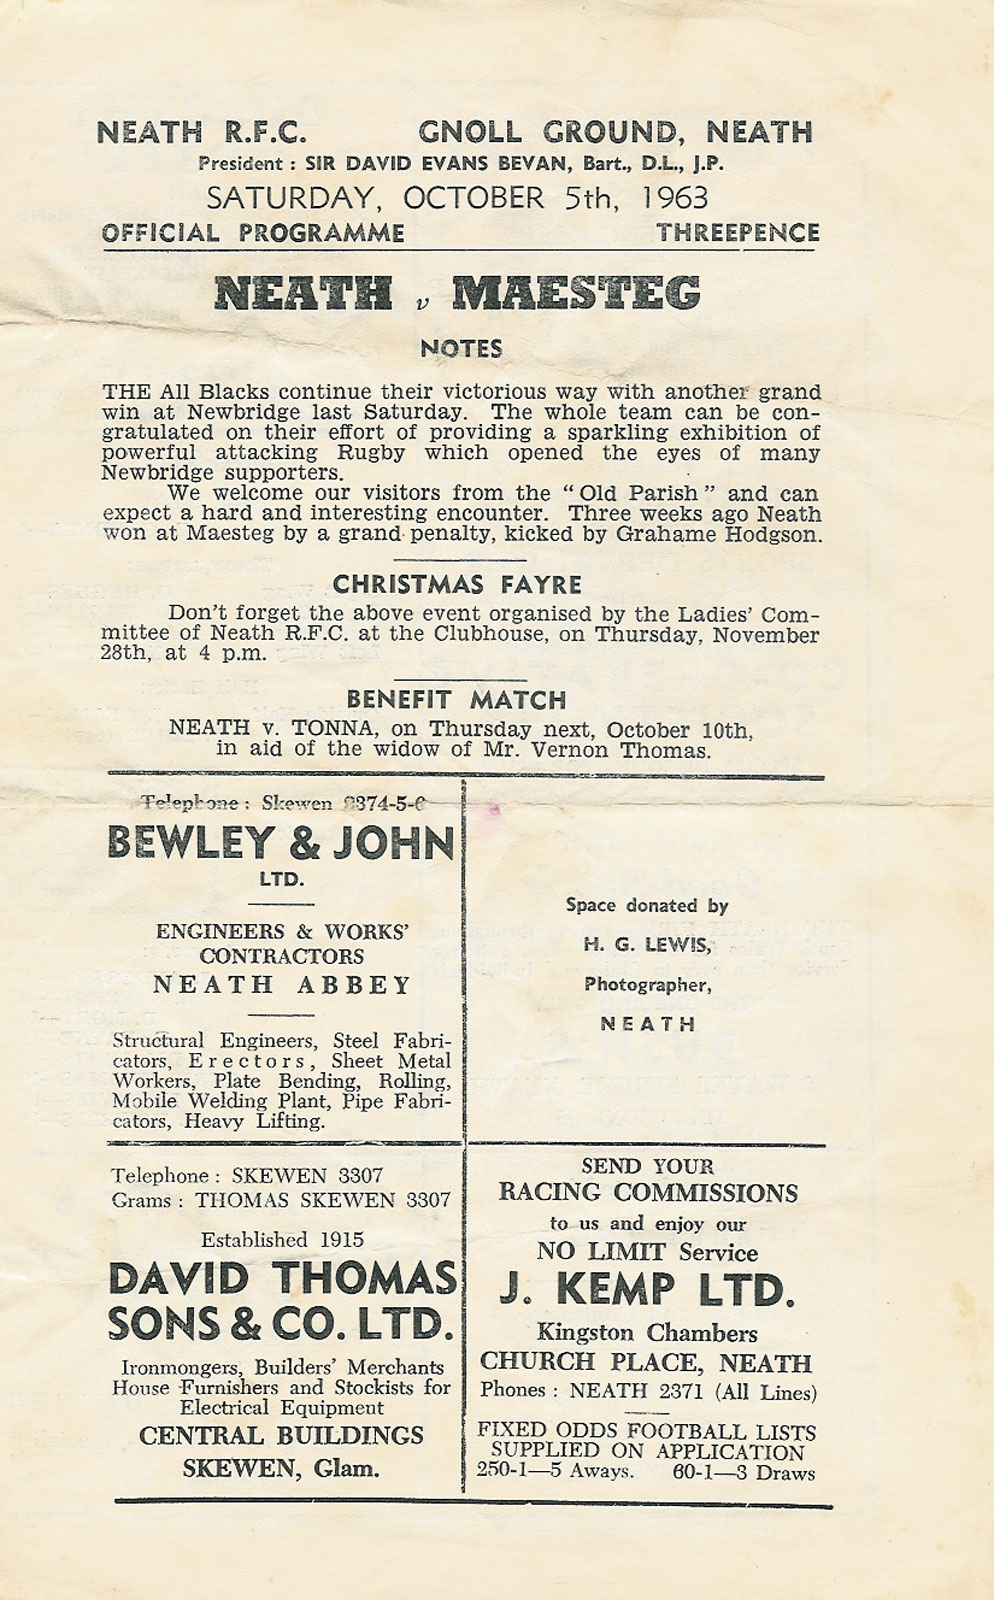 NEATH R.F.C. GNOLL GROUND, NEATH
President : SIR DAVID EVANS BEVAN, Bart., D.L., J.P.
SATURDAY, OCTOBER 5th, 1963
OFFICIAL PROGRAMME THREEPENCE
NEATH v MAESTEG
NOTES
THE All Blacks continue their victorious way with another grand
win at Newbridge last Saturday. The whole team can be con-
gratulated on their effort of providing a sparkling exhibition of
powerful attacking Rugby which opened the eyes of many
Newbridge supporters.
We welcome our visitors from the "Old Parish" and can
expect a hard and interesting encounter. Three weeks ago Neath
won at Maesteg by a grand penalty, kicked by Grahame Hodgson.
CHRISTMAS FAYRE
Don't forget the above event organised by the Ladies' Com-
mittee of Neath R.F.C. at the Clubhouse, on Thursday, November
28th, at 4 p.m.
BENEFIT MATCH
NEATH v. TONNA, on Thursday next, October 10th,
in aid of the widow of Mr. Vernon Thomas.
Telephone : Skewen
BEWLEY & JOHN
LTD.
ENGINEERS & WORKS'
CONTRACTORS
NEATH ABBEY
Structural Engineers, Steel Fabri-
cators, Erectors, Sheet Metal
Workers, Plate Bending, Rolling,
Mobile Welding Plant, Pipe Fabri-
cators, Heavy Lifting.
Space donated by
H. G. LEWIS,
Photographer,
NEATH
Telephone : SKEWEN 3307
Grams : THOMAS SKEWEN 3307
Established 1915
DAVID THOMAS
SONS & CO. LTD.
Ironmongers, Builders' Merchants
House Furnishers and Stockists for
Electrical Equipment
CENTRAL BUILDINGS
SKEWEN, Glam.
SEND YOUR
RACING COMMISSIONS
to us and enjoy our
NO LIMIT Service
J. KEMP LTD.
Kingston Chambers
CHURCH PLACE, NEATH
Phones : NEATH 2371 (All Lines)
FIXED ODDS FOOTBALL LISTS
SUPPLIED ON APPLICATION
250-1—5 Aways. 60-1—3 Draws